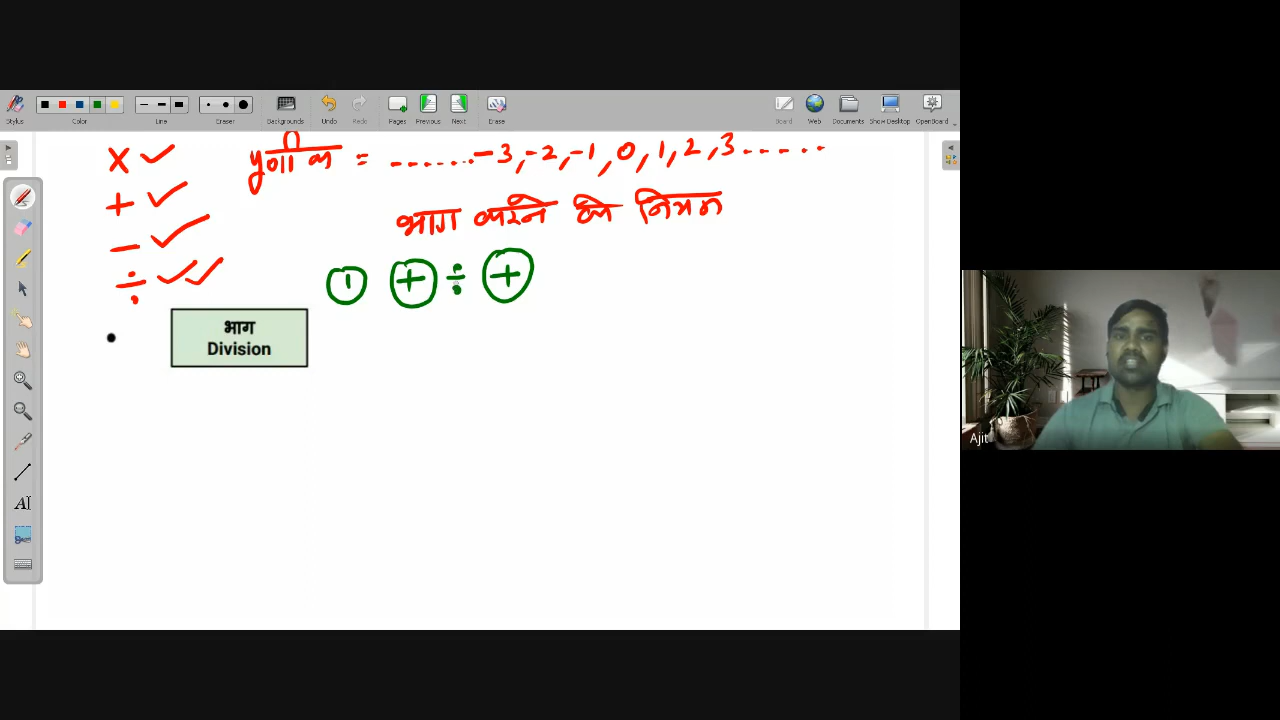 Stylus Color Line Eraser Backgrounds Undo Redo Pages Previous Next Erase Board Web Documents Show Desktop OpenBoard
× ✓ पूर्णांक = ......-3, -2, -1, 0, 1, 2, 3.....
+ ✓
भाग करने के नियम
- ✓
÷ ✓✓
① + ÷ +
भाग
Division
Ajit